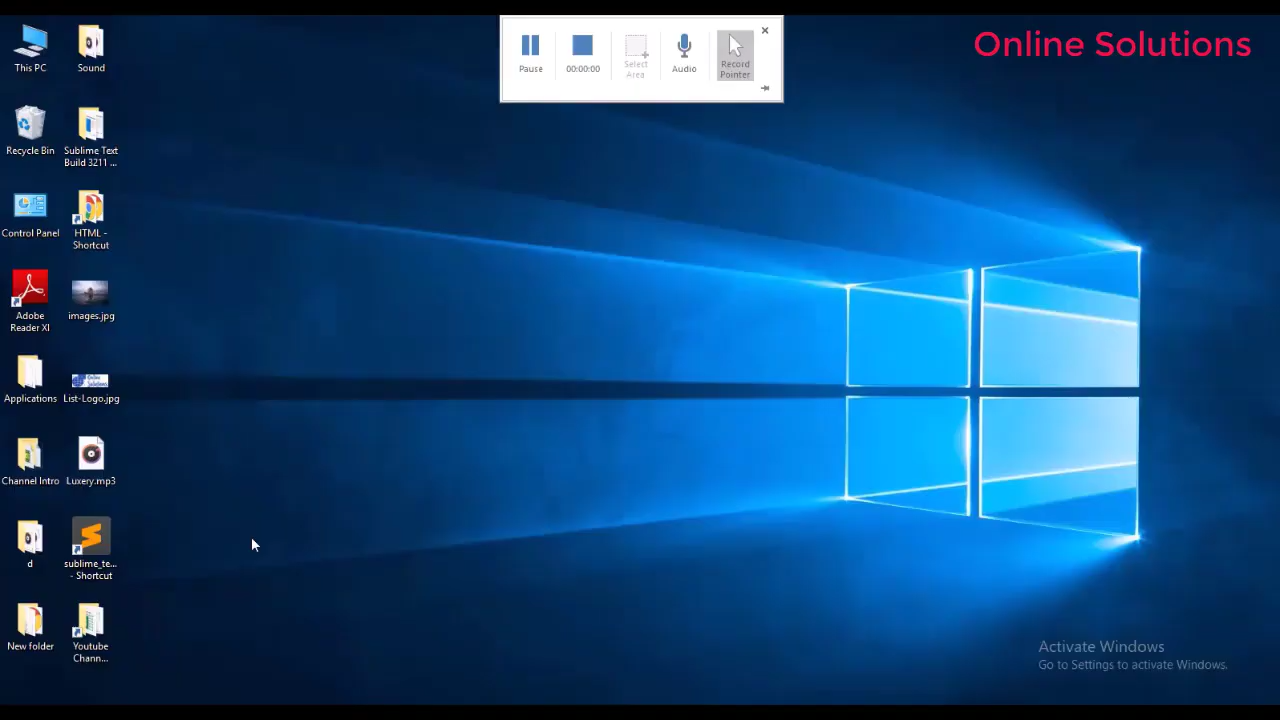 Online Solutions
Pause
00:00:00
Select
Area
Audio
Record
Pointer
This PC
Sound
Recycle Bin
Sublime Text
Build 3211 ...
Control Panel
HTML -
Shortcut
Adobe
Reader XI
images.jpg
Applications
List-Logo.jpg
Online
Solutions
Channel Intro
Luxery.mp3
d
sublime_te...
- Shortcut
New folder
Youtube
Chann...
Activate Windows
Go to Settings to activate Windows.